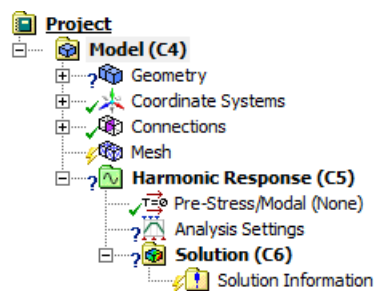 Project
Model (C4)
Geometry
Coordinate Systems
Connections
Mesh
Harmonic Response (C5)
T=0 Pre-Stress/Modal (None)
Analysis Settings
Solution (C6)
Solution Information